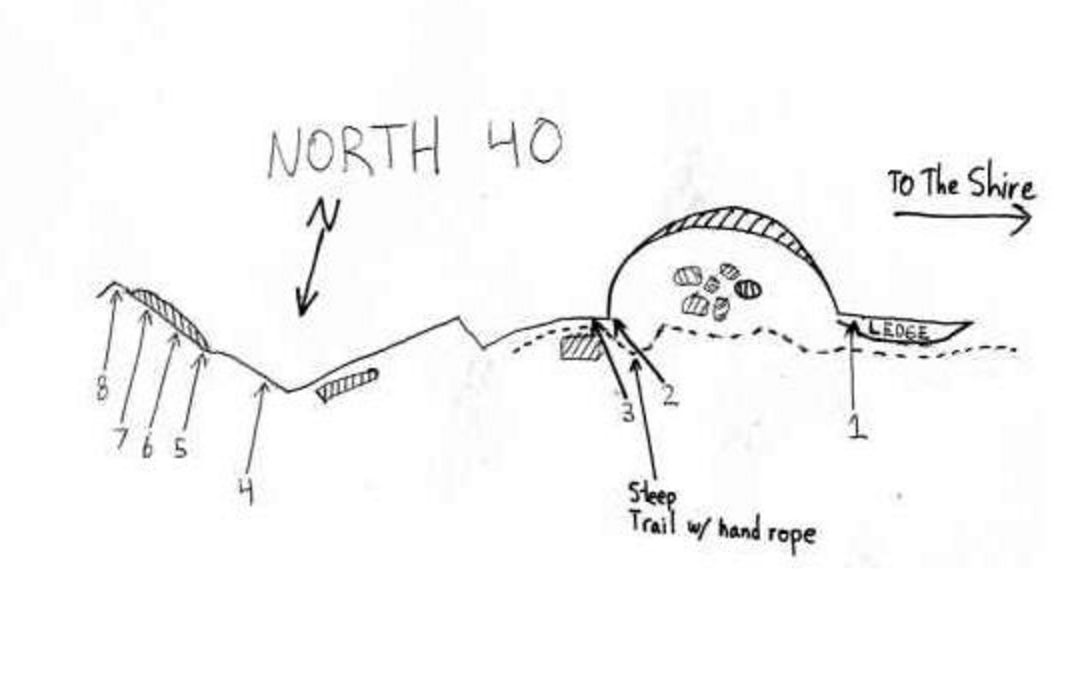 NORTH 40
N
To The Shire
LEDGE
8
7
6
5
4
3
2
1
Steep
Trail w/ hand rope